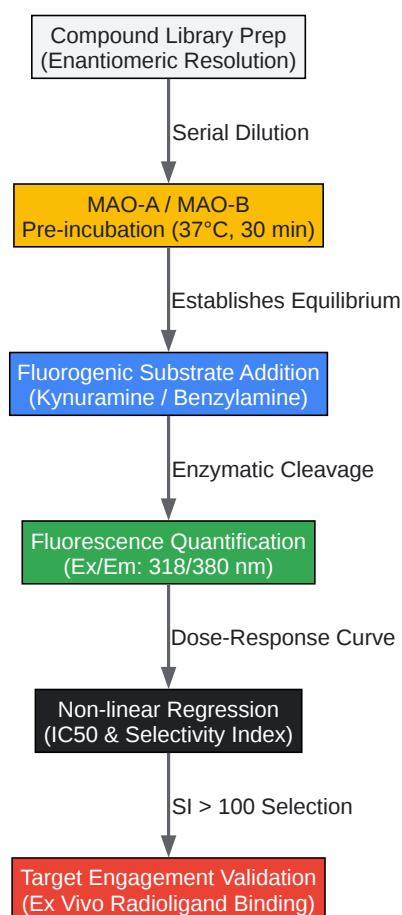 Compound Library Prep
(Enantiomeric Resolution)
Serial Dilution
MAO-A / MAO-B
Pre-incubation (37°C, 30 min)
Establishes Equilibrium
Fluorogenic Substrate Addition
(Kynuramine / Benzylamine)
Enzymatic Cleavage
Fluorescence Quantification
(Ex/Em: 318/380 nm)
Dose-Response Curve
Non-linear Regression
(IC50 & Selectivity Index)
SI > 100 Selection
Target Engagement Validation
(Ex Vivo Radioligand Binding)